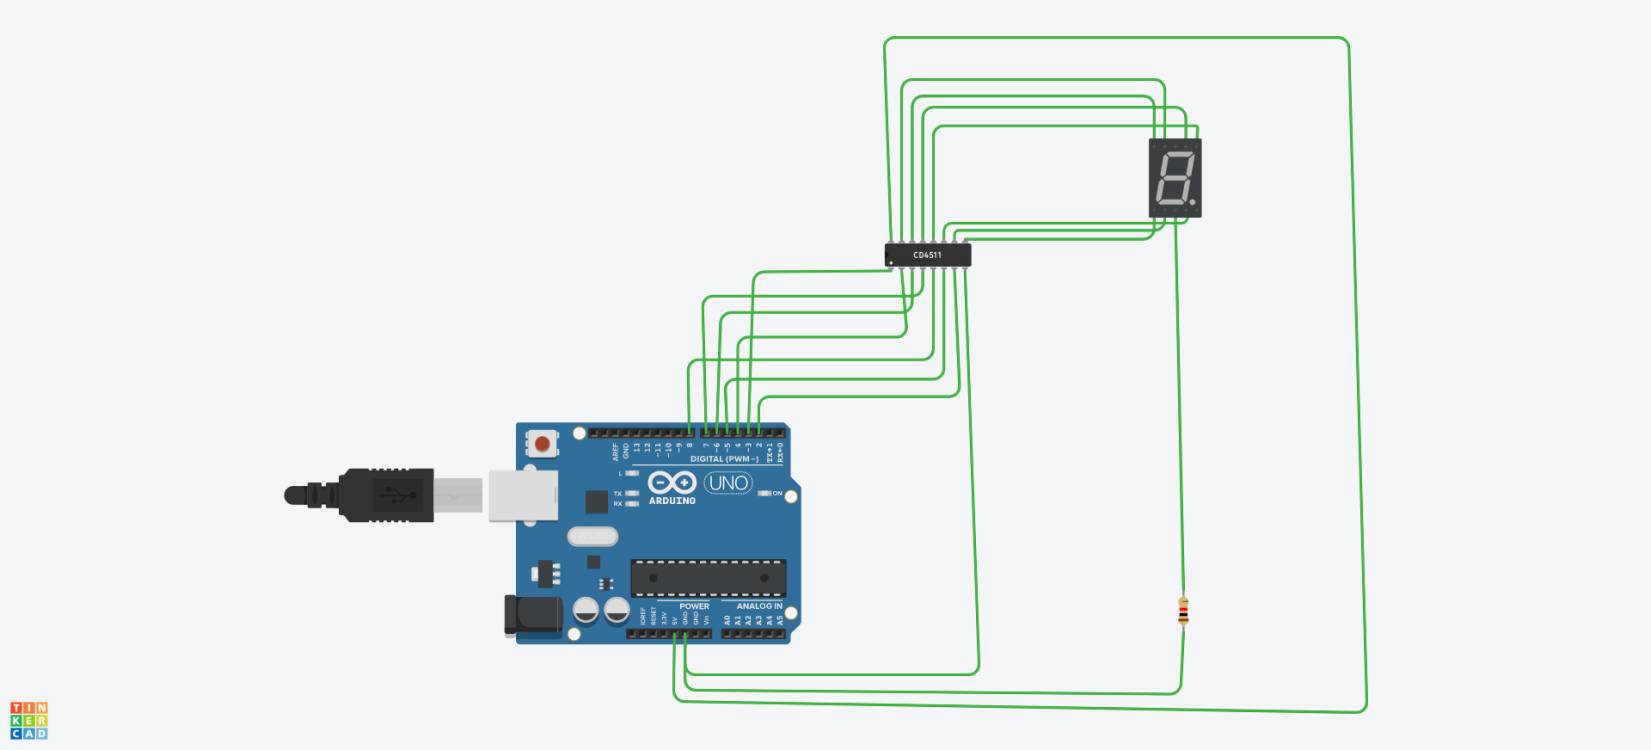 CD4511
AREF
GND
13
12
~11
~10
~9
8
7
~6
~5
4
~3
2
TX→1
RX←0
DIGITAL (PWM~)
L
TX
RX
UNO
ON
ARDUINO
POWER
ANALOG IN
IOREF
RESET
3.3V
5V
GND
GND
Vin
A0
A1
A2
A3
A4
A5
TIN
KER
CAD